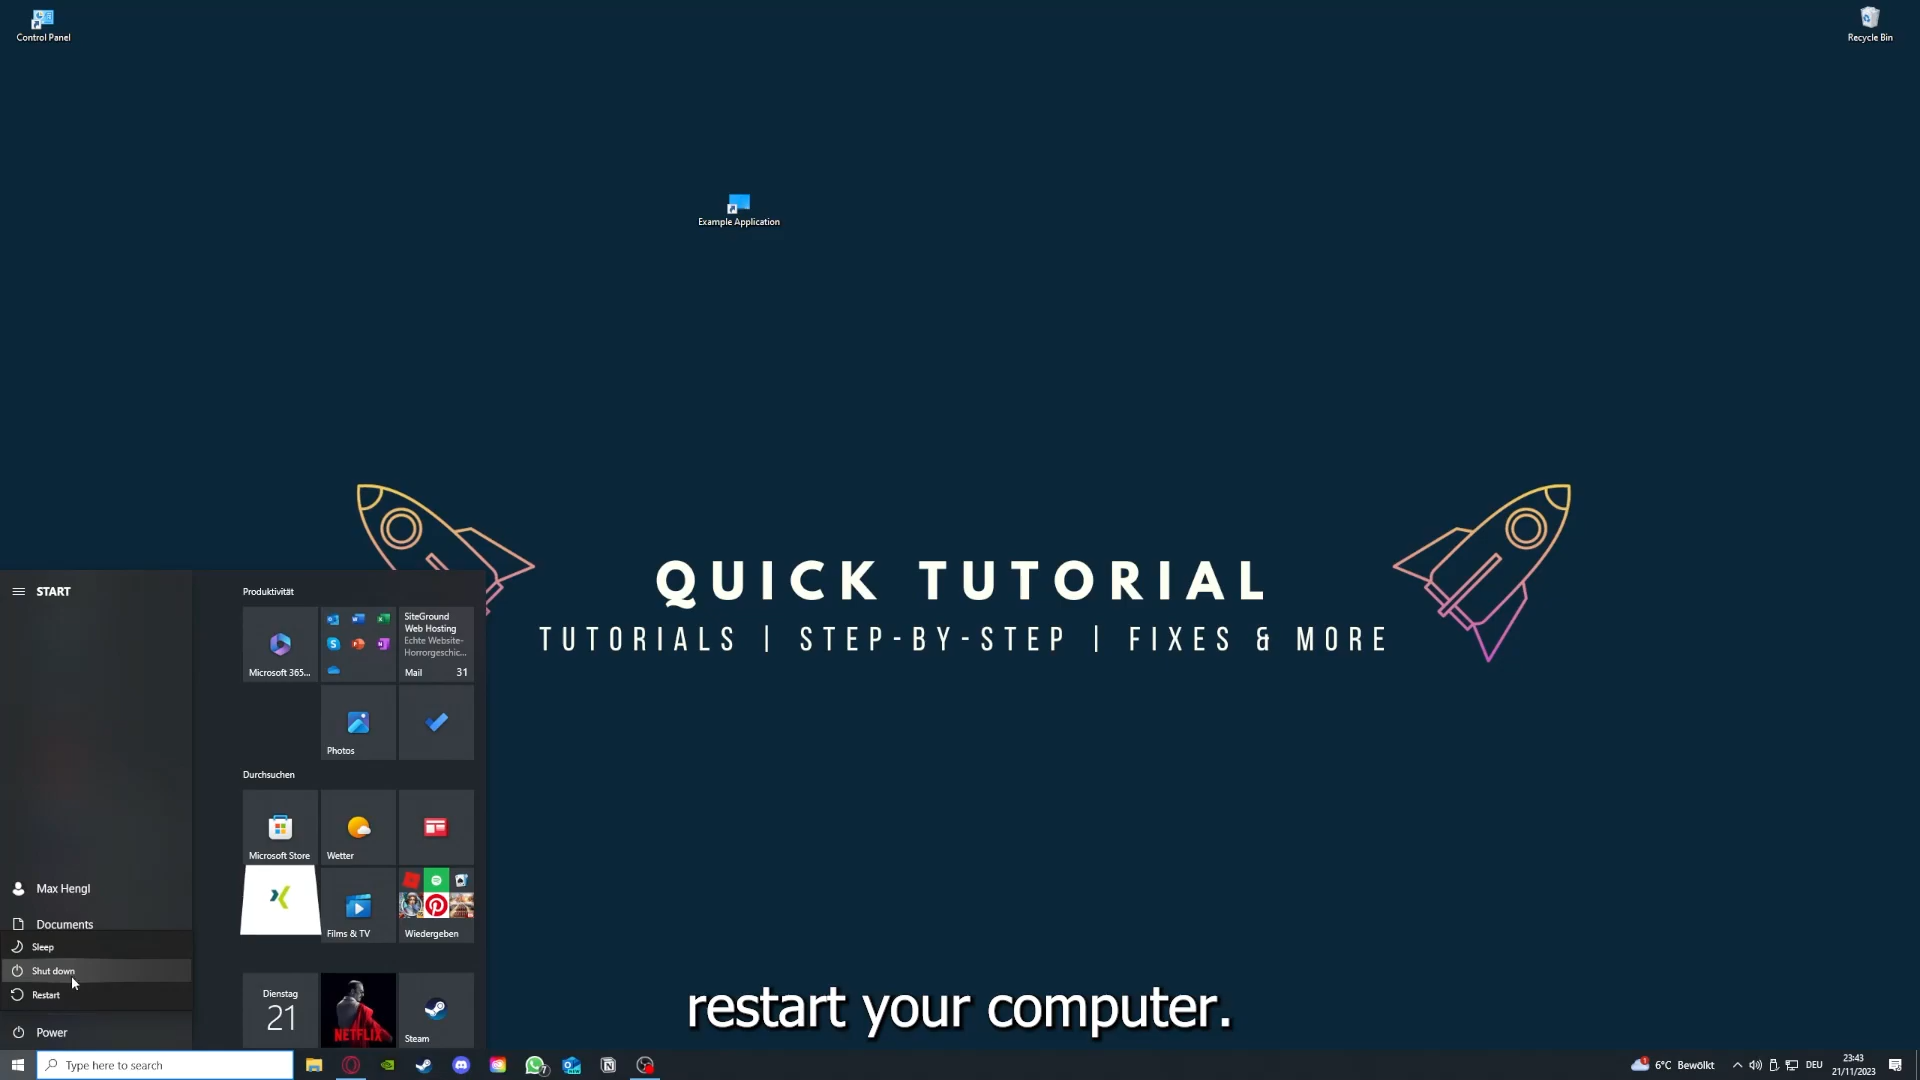 Control Panel
Recycle Bin
Example Application
QUICK TUTORIAL
TUTORIALS | STEP-BY-STEP | FIXES & MORE
START
Produktivität
Microsoft 365...
SiteGround
Web Hosting
Echte Website-
Horrorgeschic...
Mail 31
Photos
Durchsuchen
Microsoft Store
Wetter
Films & TV
Wiedergeben
Max Hengl
Documents
Sleep
Shut down
Restart
Power
Dienstag
21
NETFLIX
Steam
restart your computer.
Type here to search
7
1
6°C Bewölkt
DEU
23:43
21/11/2023